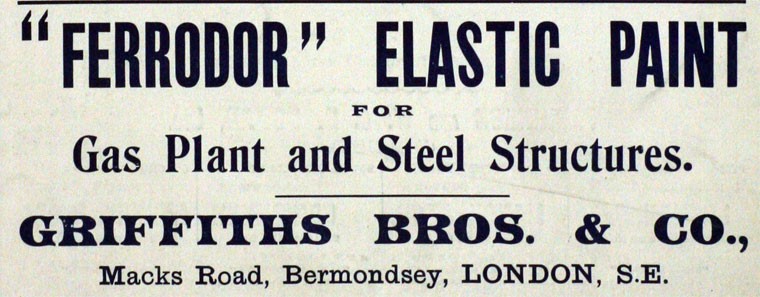 “FERRODOR” ELASTIC PAINT
FOR
Gas Plant and Steel Structures.
GRIFFITHS BROS. & CO.,
Macks Road, Bermondsey, LONDON, S.E.